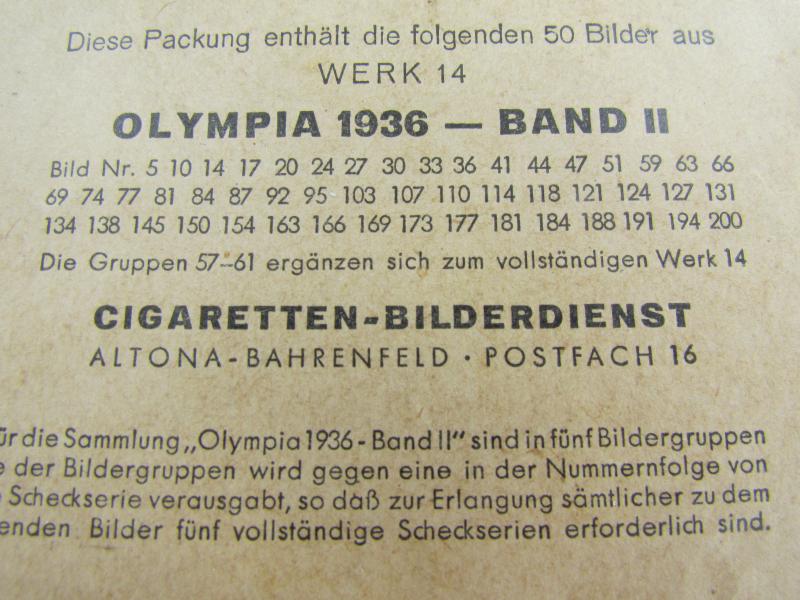 Diese Packung enthält die folgenden 50 Bilder aus
WERK 14
OLYMPIA 1936 — BAND II
Bild Nr. 5 10 14 17 20 24 27 30 33 36 41 44 47 51 59 63 66
69 74 77 81 84 87 92 95 103 107 110 114 118 121 124 127 131
134 138 145 150 154 163 166 169 173 177 181 184 188 191 194 200
Die Gruppen 57–61 ergänzen sich zum vollständigen Werk 14
CIGARETTEN-BILDERDIENST
ALTONA-BAHRENFELD · POSTFACH 16
ür die Sammlung „Olympia 1936 - Band II" sind in fünf Bildergruppen
e der Bildergruppen wird gegen eine in der Nummernfolge von
Scheckserie verausgabt, so daß zur Erlangung sämtlicher zu dem
enden Bilder fünf vollständige Scheckserien erforderlich sind.